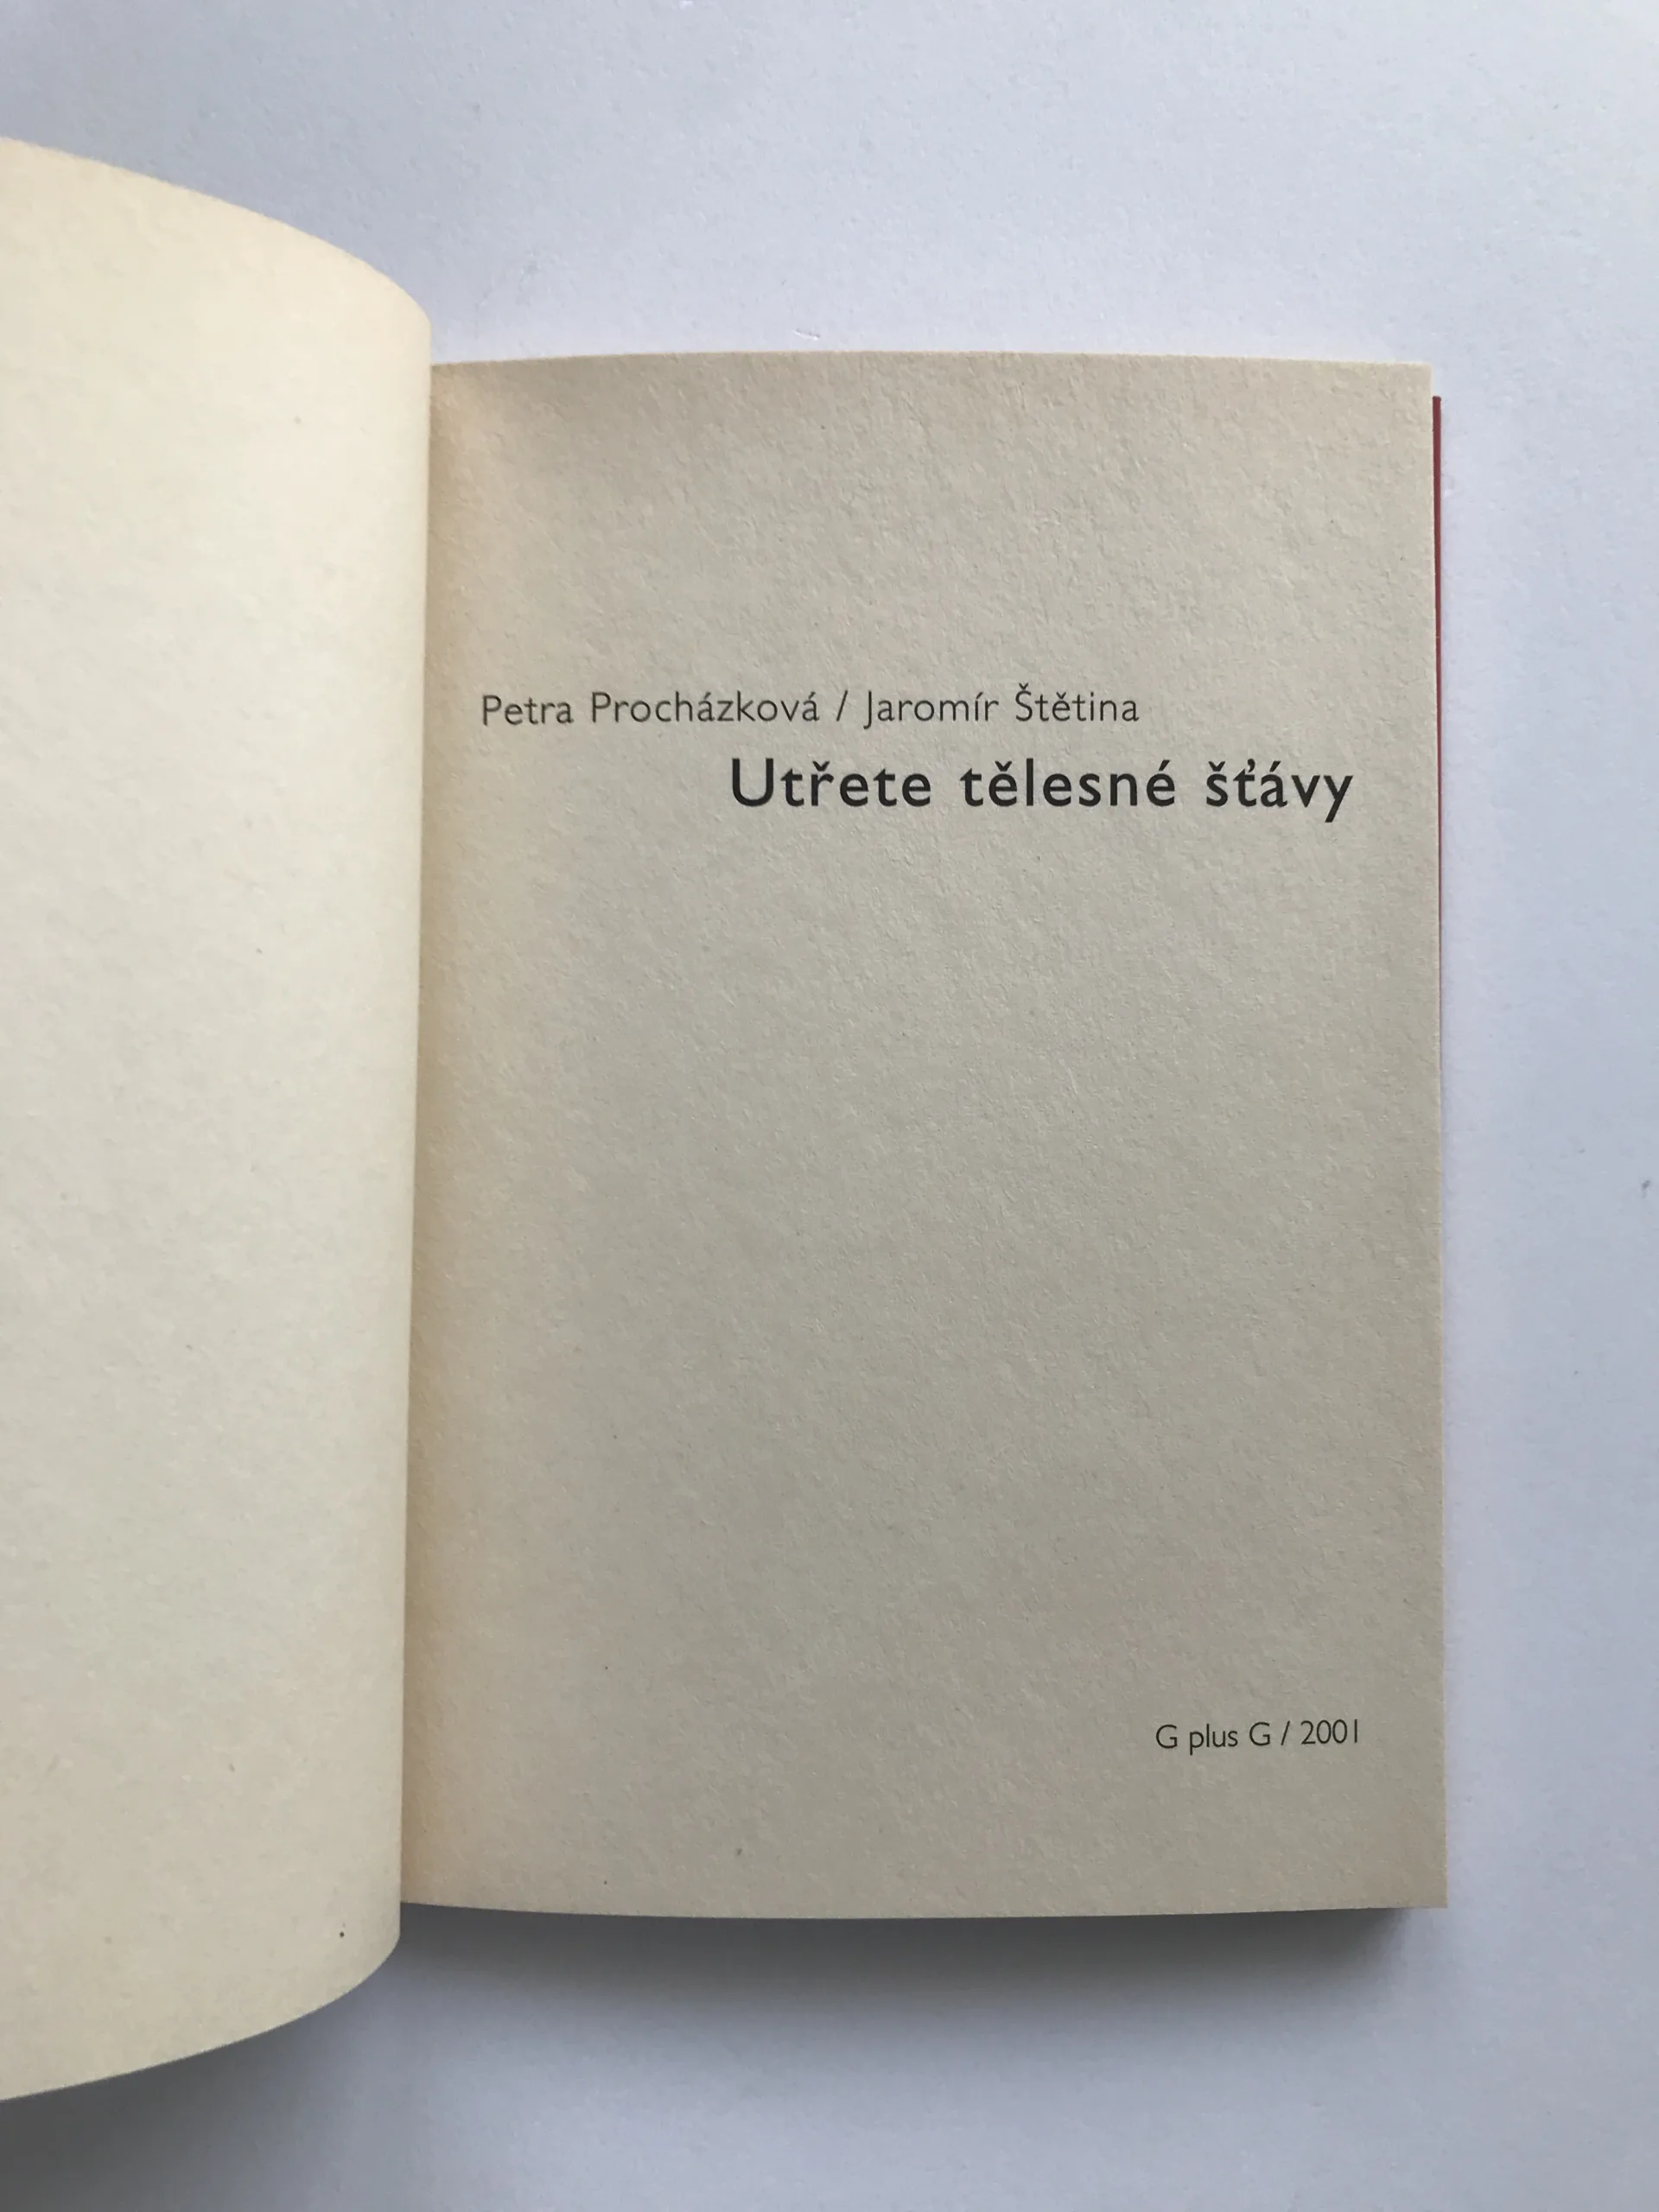 Petra Procházková / Jaromír Štětina
Utřete tělesné šťávy
G plus G / 2001